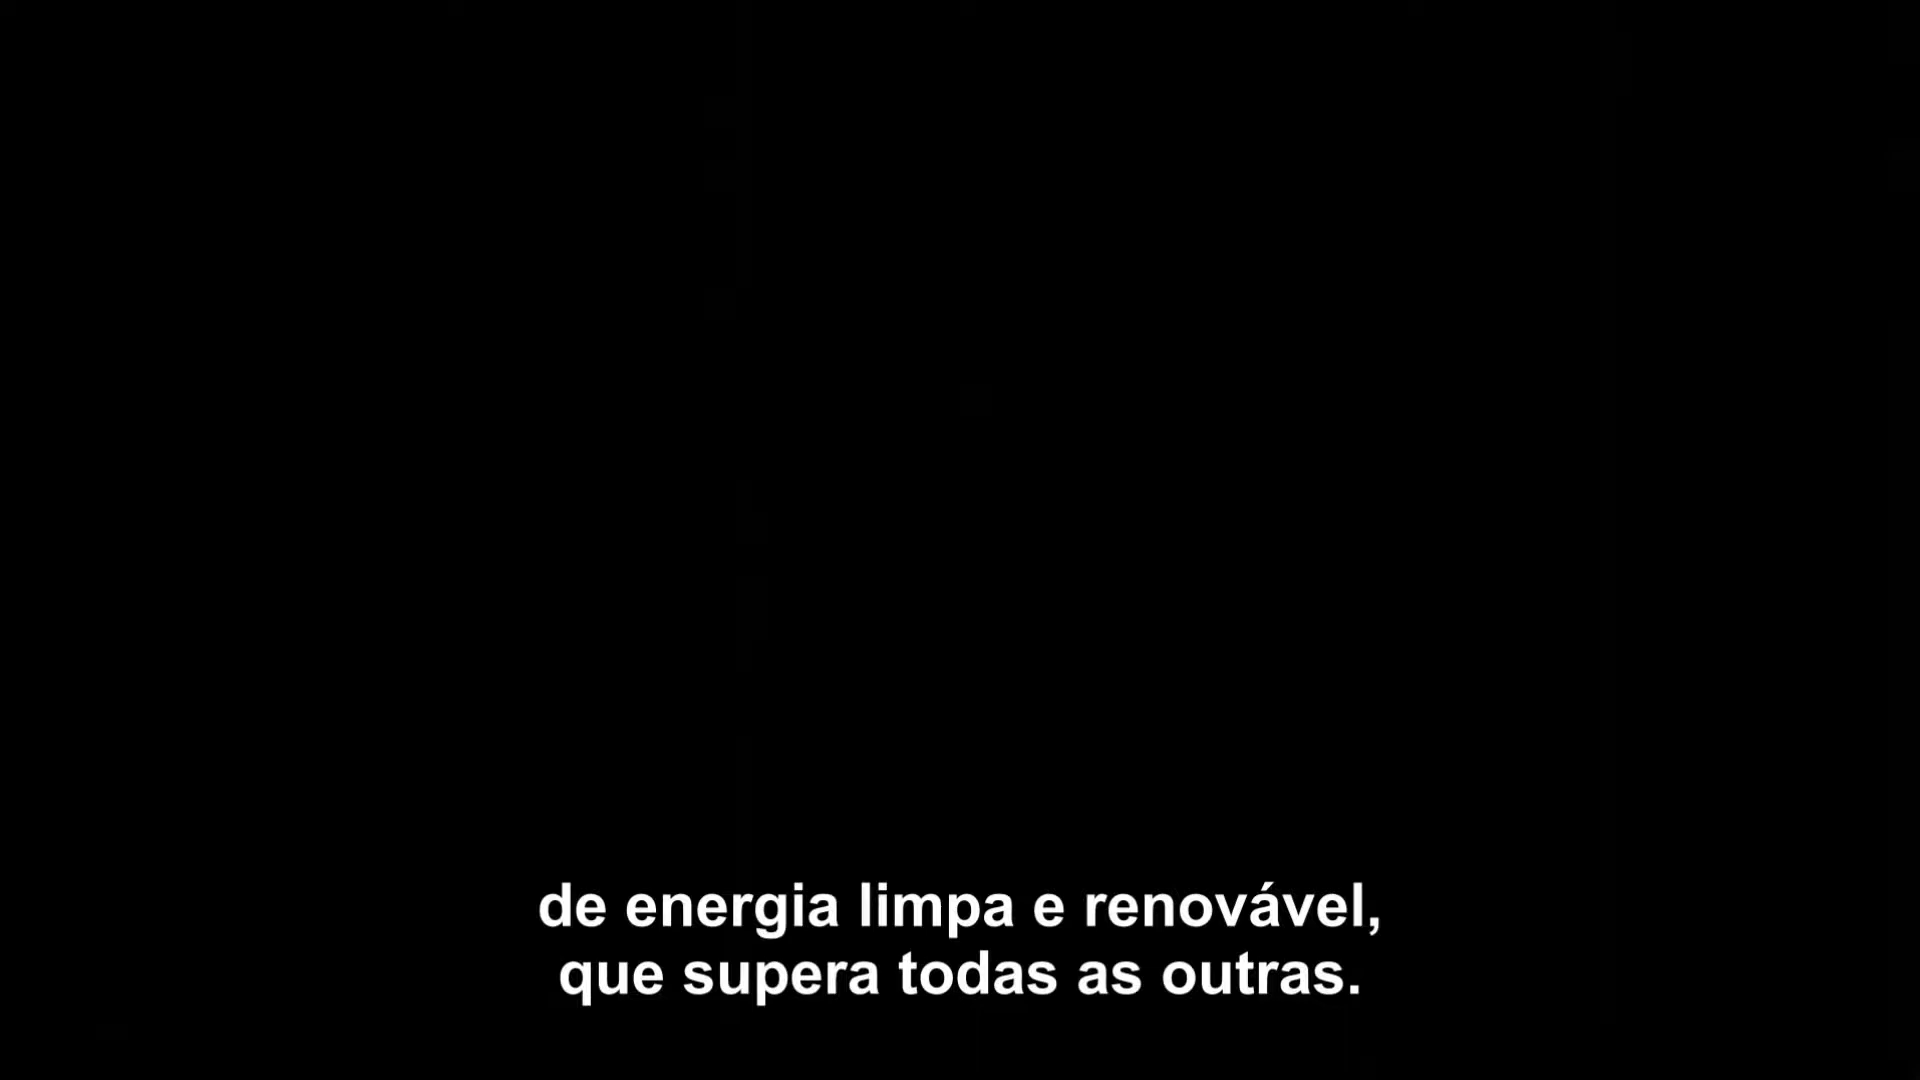 de energia limpa e renovável,
que supera todas as outras.